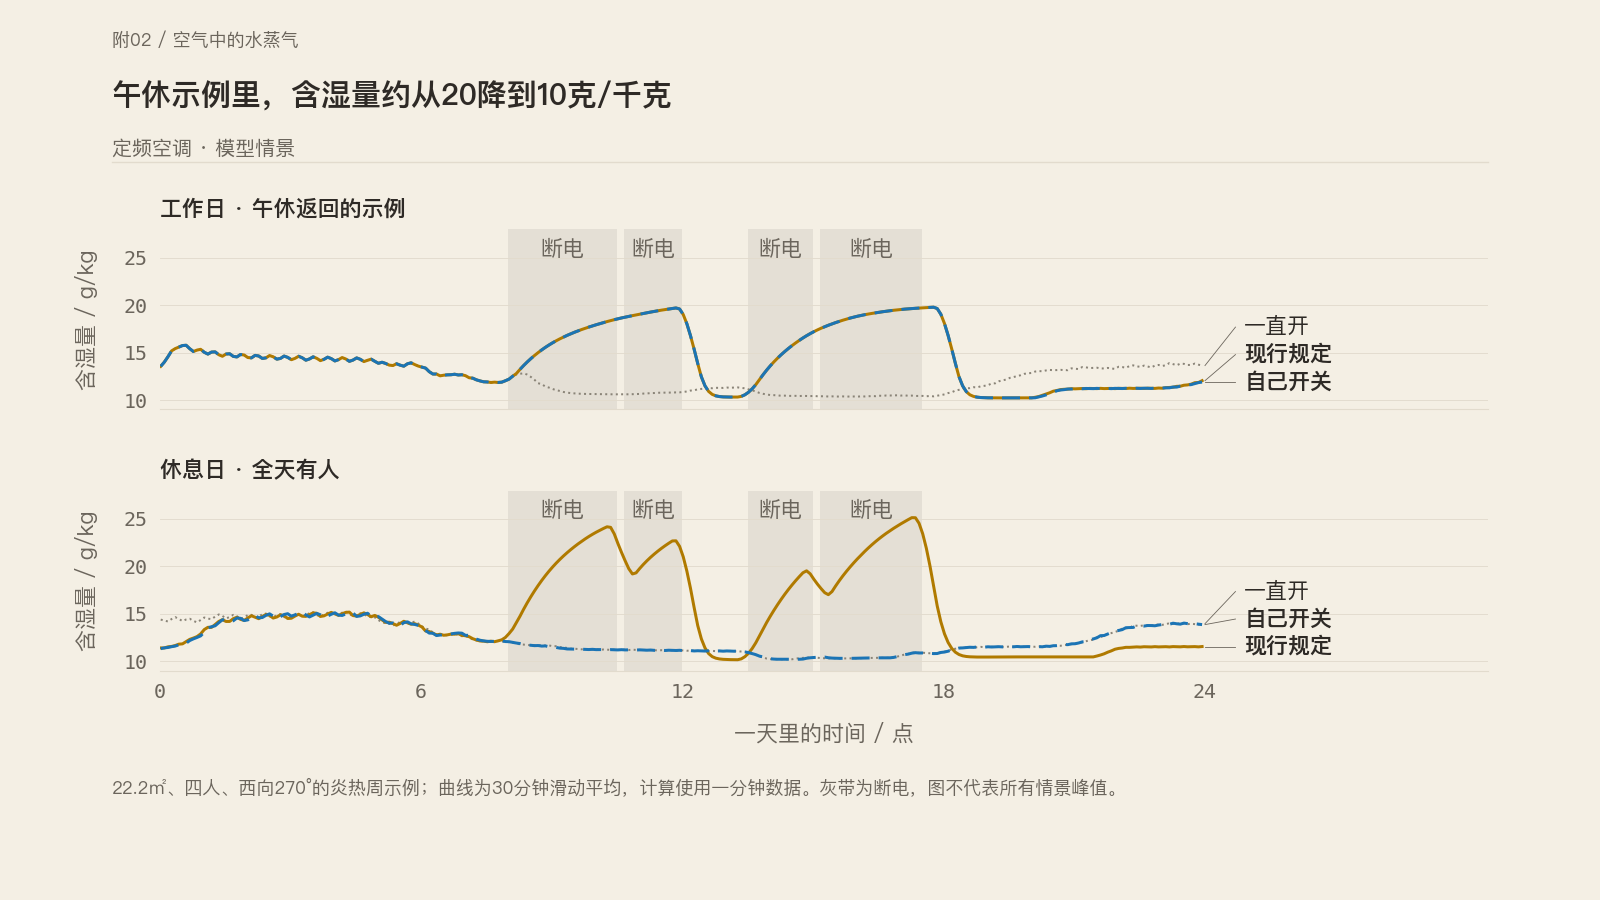 附02 / 空气中的水蒸气
午休示例里，含湿量约从20降到10克/千克
定频空调 · 模型情景
工作日 · 午休返回的示例
断电 断电 断电 断电
含湿量 / g/kg
25
20
15
10
一直开
现行规定
自己开关
休息日 · 全天有人
断电 断电 断电 断电
含湿量 / g/kg
25
20
15
10
一直开
自己开关
现行规定
0 6 12 18 24
一天里的时间 / 点
22.2㎡、四人、西向270°的炎热周示例；曲线为30分钟滑动平均，计算使用一分钟数据。灰带为断电，图不代表所有情景峰值。